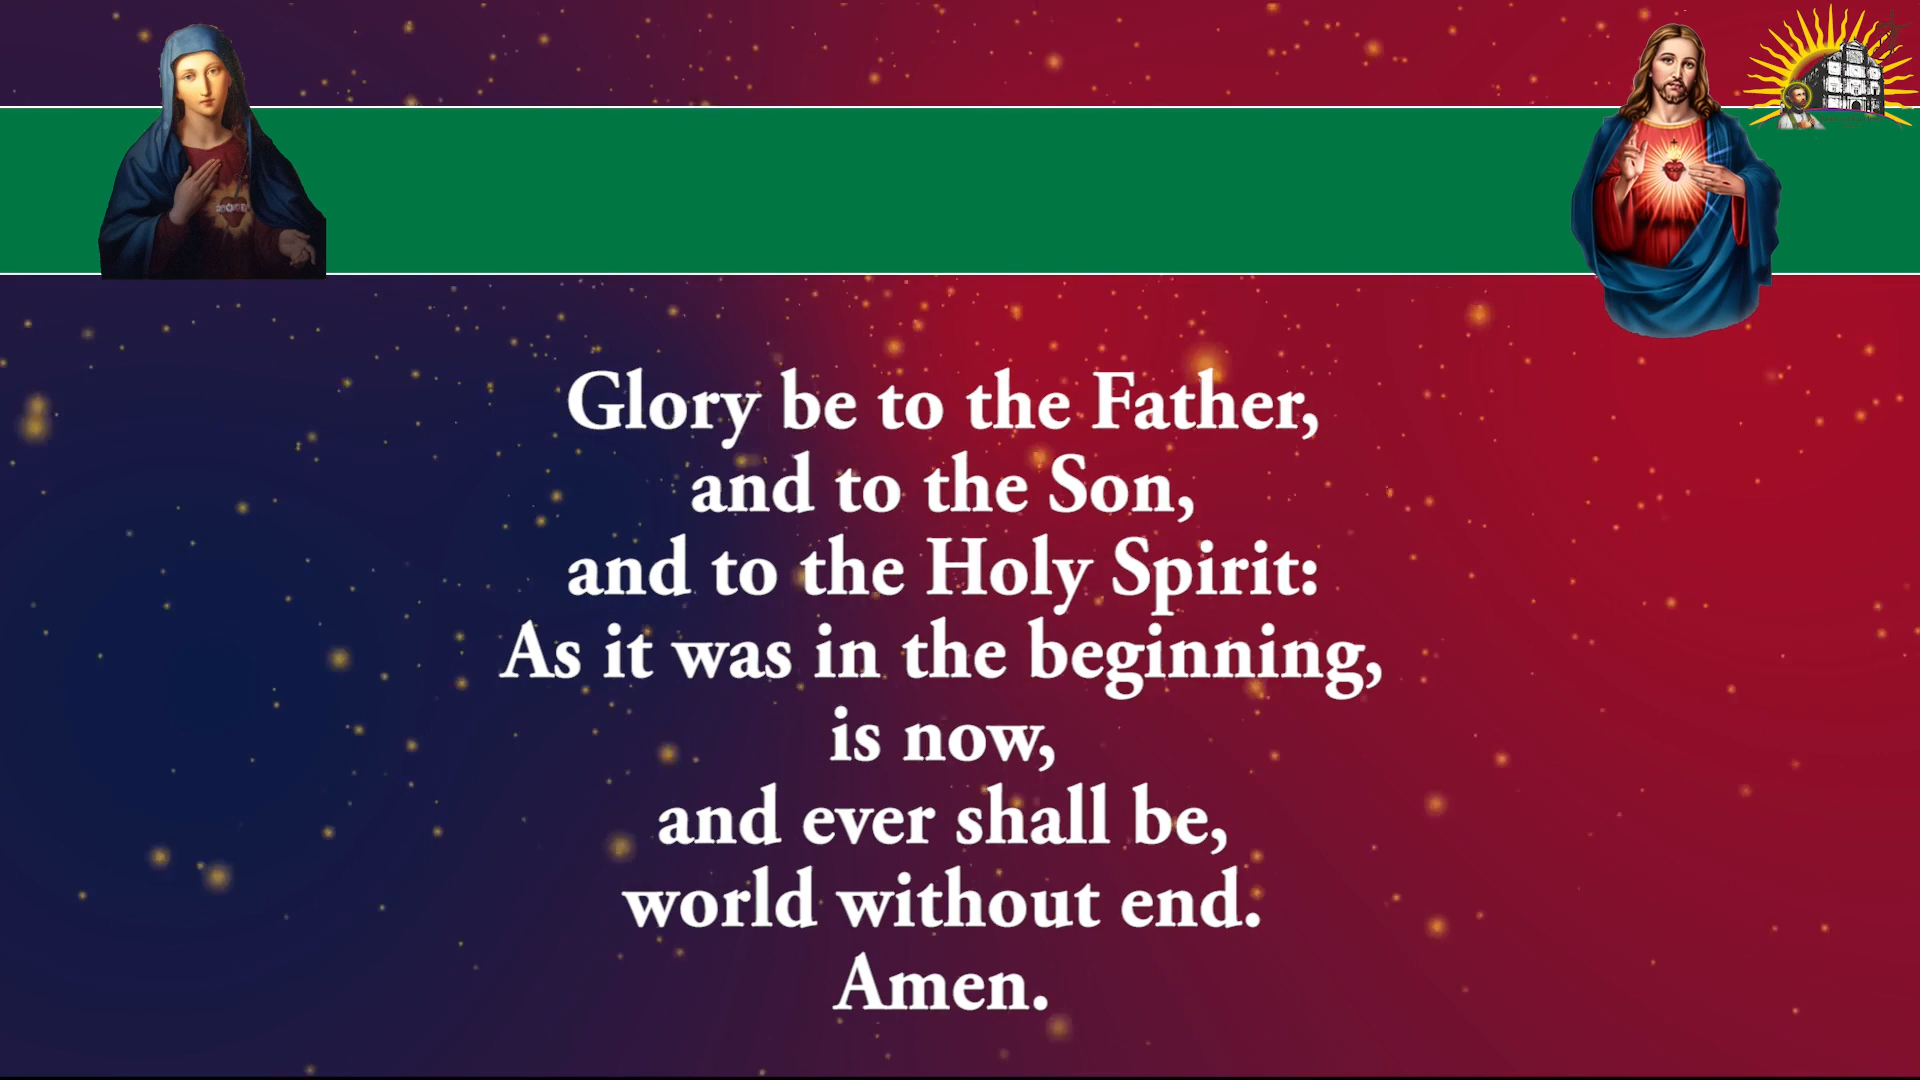 Glory be to the Father,
and to the Son,
and to the Holy Spirit:
As it was in the beginning,
is now,
and ever shall be,
world without end.
Amen.